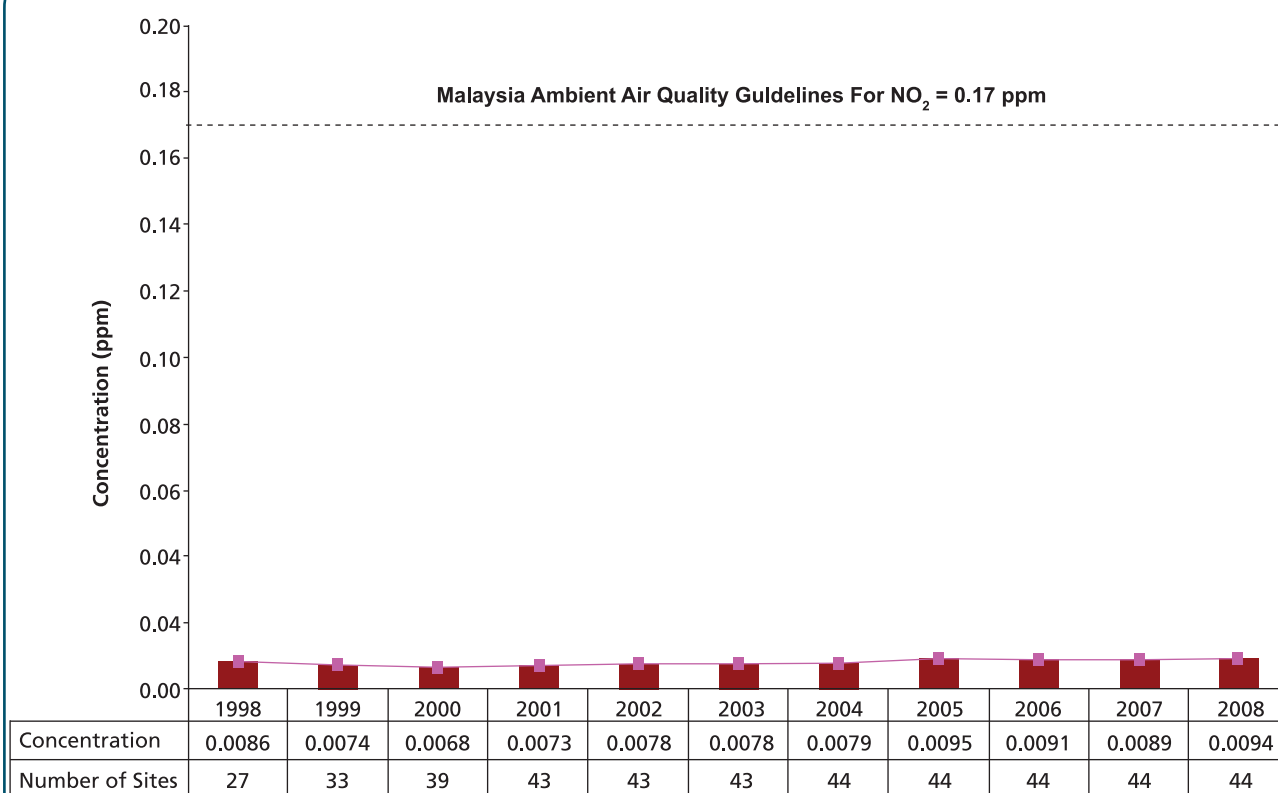 0.20
0.18
Malaysia Ambient Air Quality Guldelines For NO₂ = 0.17 ppm
0.16
0.14
0.12
0.10
0.08
0.06
0.04
0.04
0.00
Concentration (ppm)
1998 1999 2000 2001 2002 2003 2004 2005 2006 2007 2008
Concentration 0.0086 0.0074 0.0068 0.0073 0.0078 0.0078 0.0079 0.0095 0.0091 0.0089 0.0094
Number of Sites 27 33 39 43 43 43 44 44 44 44 44